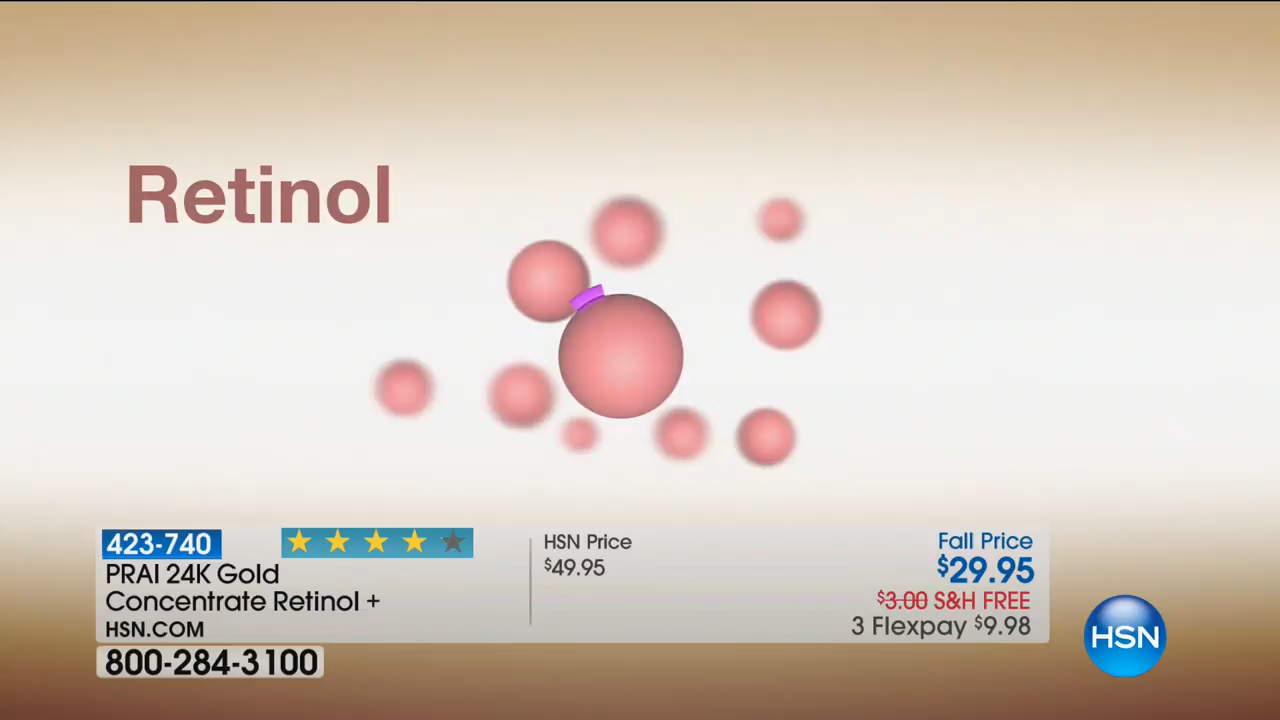 Retinol
423-740
PRAI 24K Gold
Concentrate Retinol +
HSN.COM
800-284-3100
HSN Price
$49.95
Fall Price
$29.95
$3.00 S&H FREE
3 Flexpay $9.98
HSN